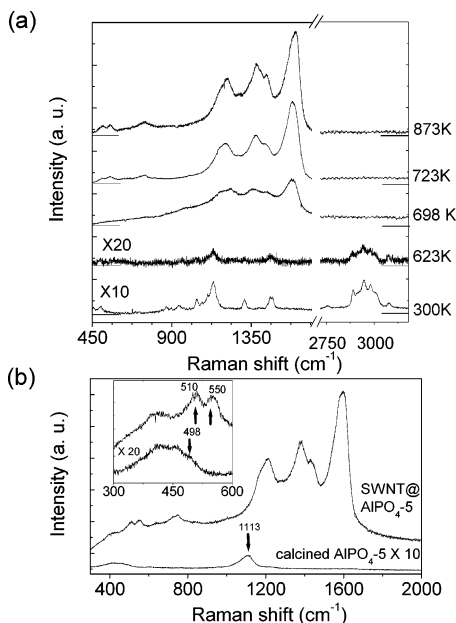 (a)
Intensity (a. u.)
873K
723K
698 K
X20
623K
X10
300K
450 900 1350 2750 3000
Raman shift (cm-1)
(b)
Intensity (a. u.)
510 550
498
X 20
300 400 500 600
SWNT@
AlPO4-5
1113
calcined AlPO4-5 X 10
400 800 1200 1600 2000
Raman shift (cm-1)